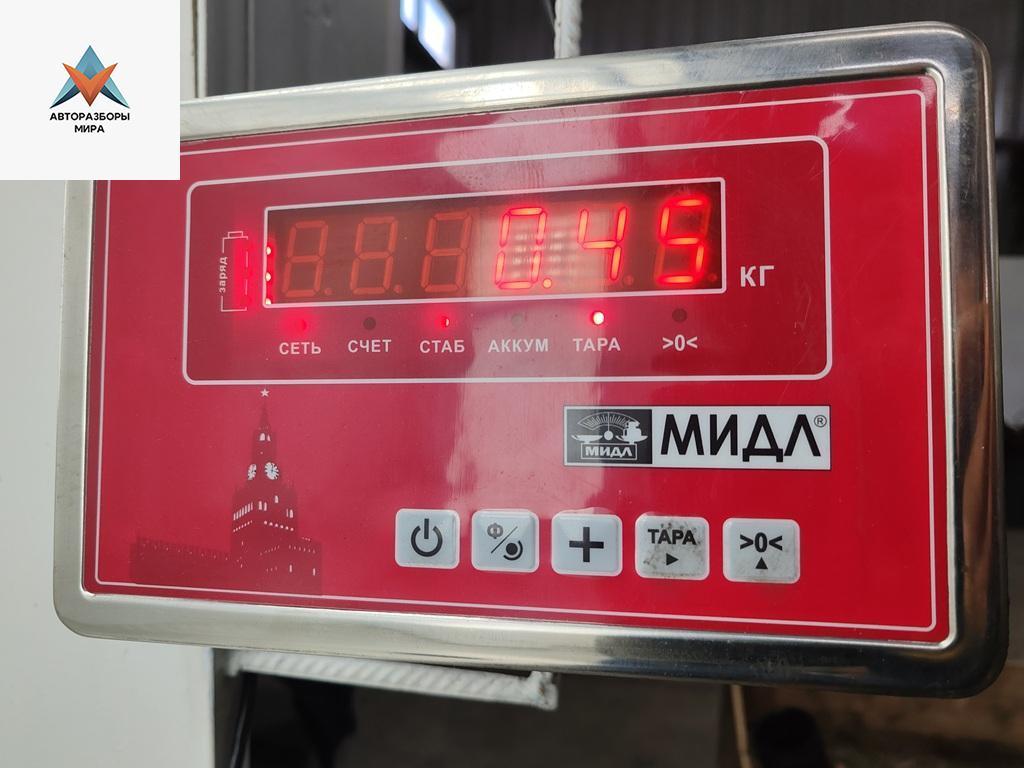 АВТОРАЗБОРЫ
МИРА
заряд
0.45
КГ
СЕТЬ СЧЕТ СТАБ АККУМ ТАРА >0<
МИДЛ МИДЛ®
Ф
+ ТАРА >0<